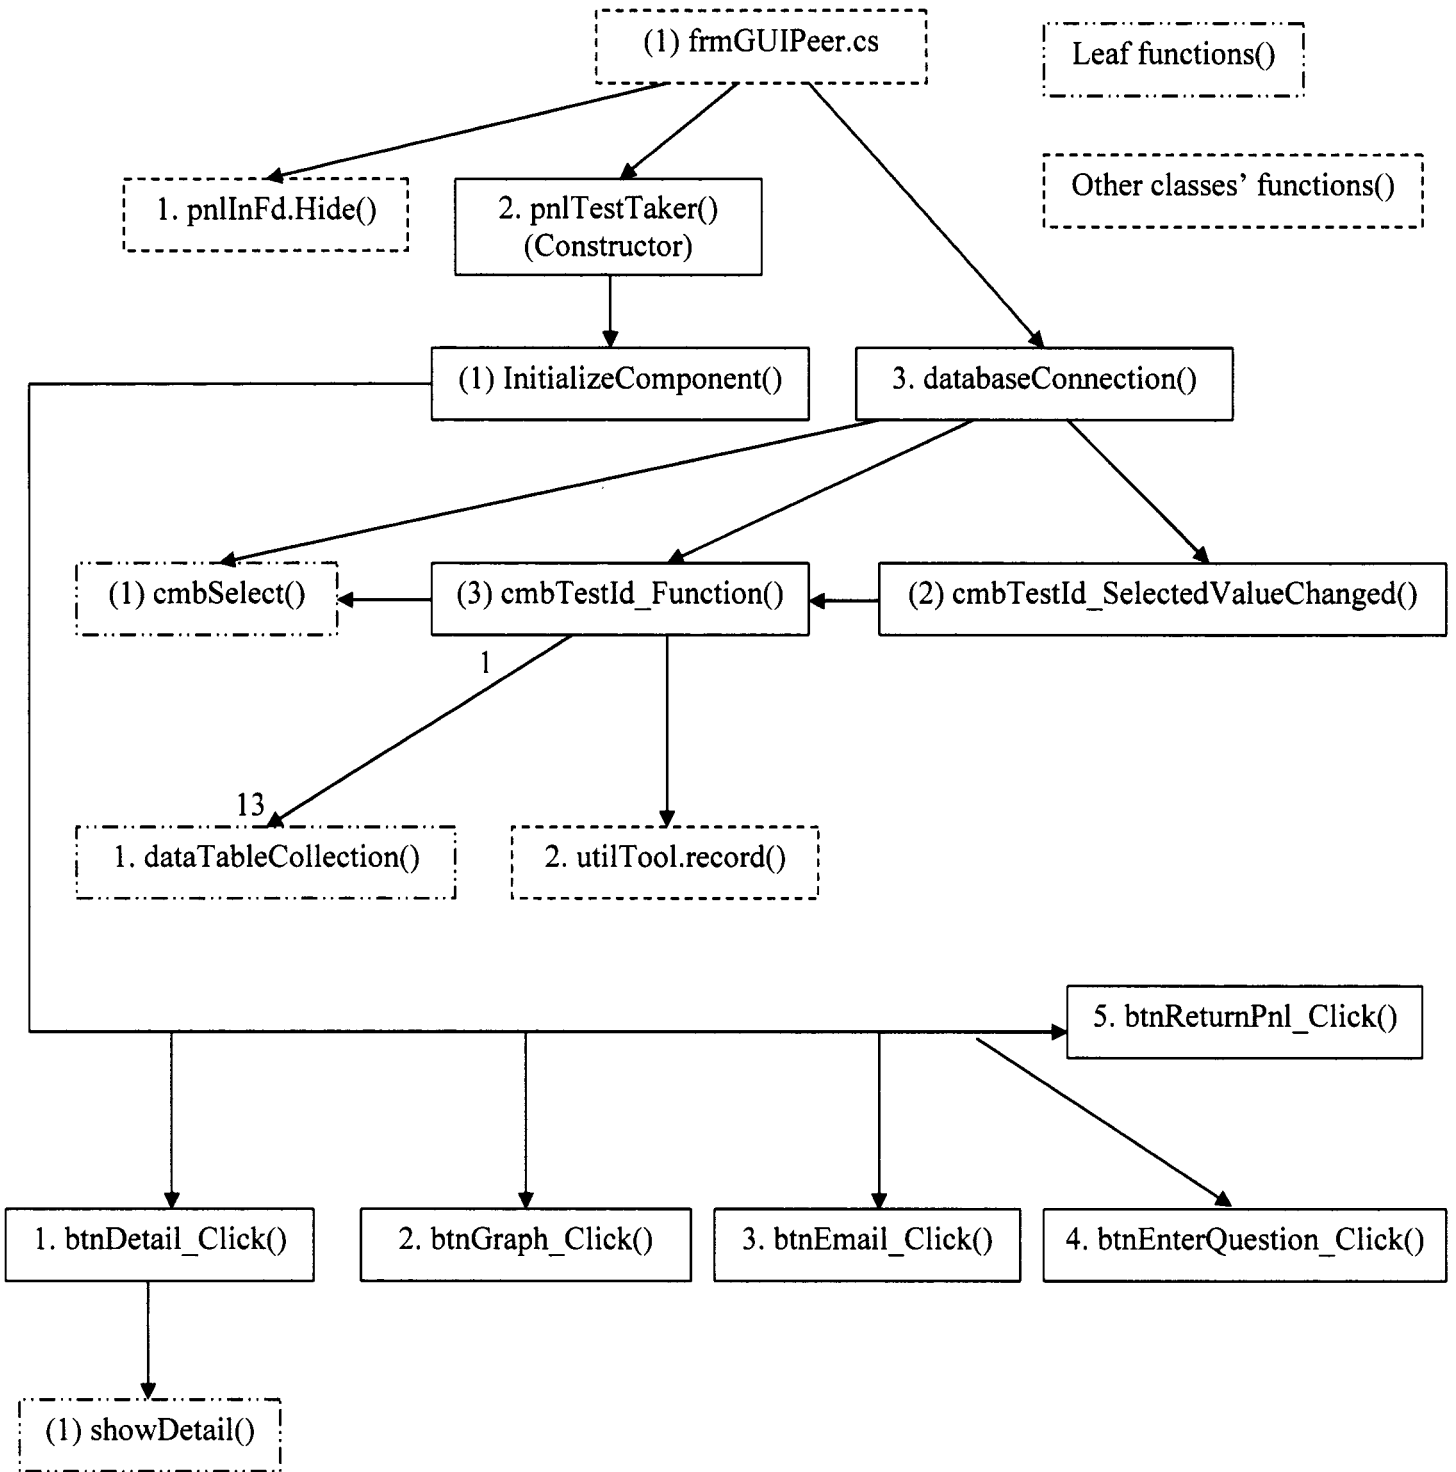 (1) frmGUIPeer.cs
Leaf functions()
Other classes’ functions()
1. pnlInFd.Hide()
2. pnlTestTaker()
(Constructor)
(1) InitializeComponent()
3. databaseConnection()
(1) cmbSelect()
(3) cmbTestId_Function()
(2) cmbTestId_SelectedValueChanged()
1
13
1. dataTableCollection()
2. utilTool.record()
5. btnReturnPnl_Click()
1. btnDetail_Click()
2. btnGraph_Click()
3. btnEmail_Click()
4. btnEnterQuestion_Click()
(1) showDetail()